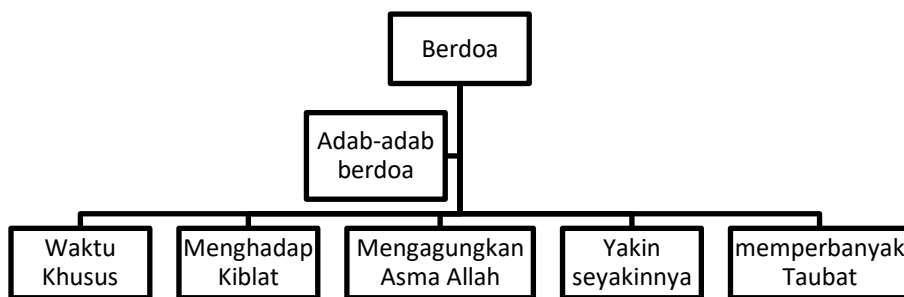 Berdoa
Adab-adab
berdoa
Waktu
Khusus
Menghadap
Kiblat
Mengagungkan
Asma Allah
Yakin
seyakinnya
memperbanyak
Taubat